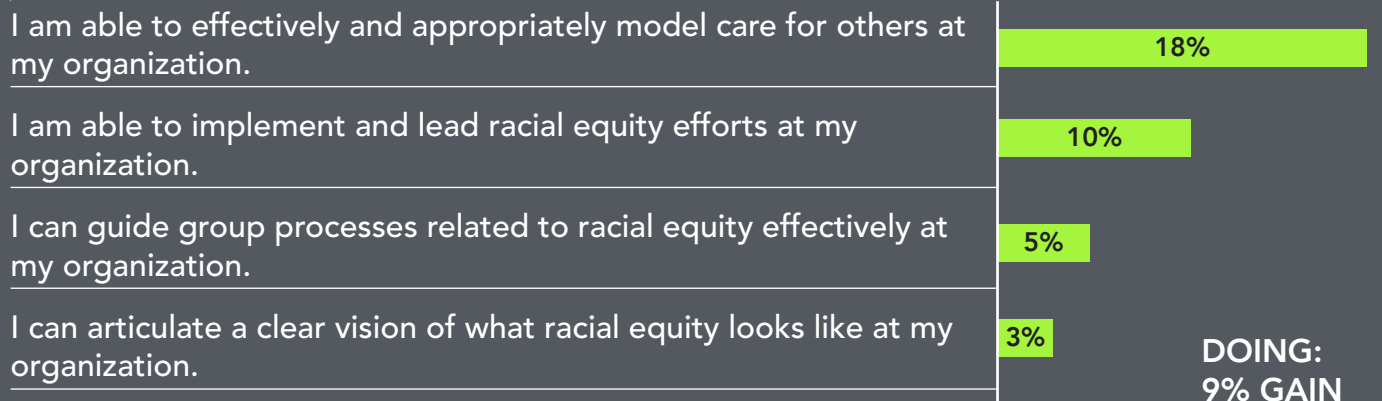 I am able to effectively and appropriately model care for others at
my organization.
18%
I am able to implement and lead racial equity efforts at my
organization.
10%
I can guide group processes related to racial equity effectively at
my organization.
5%
I can articulate a clear vision of what racial equity looks like at my
organization.
3%
DOING:
9% GAIN